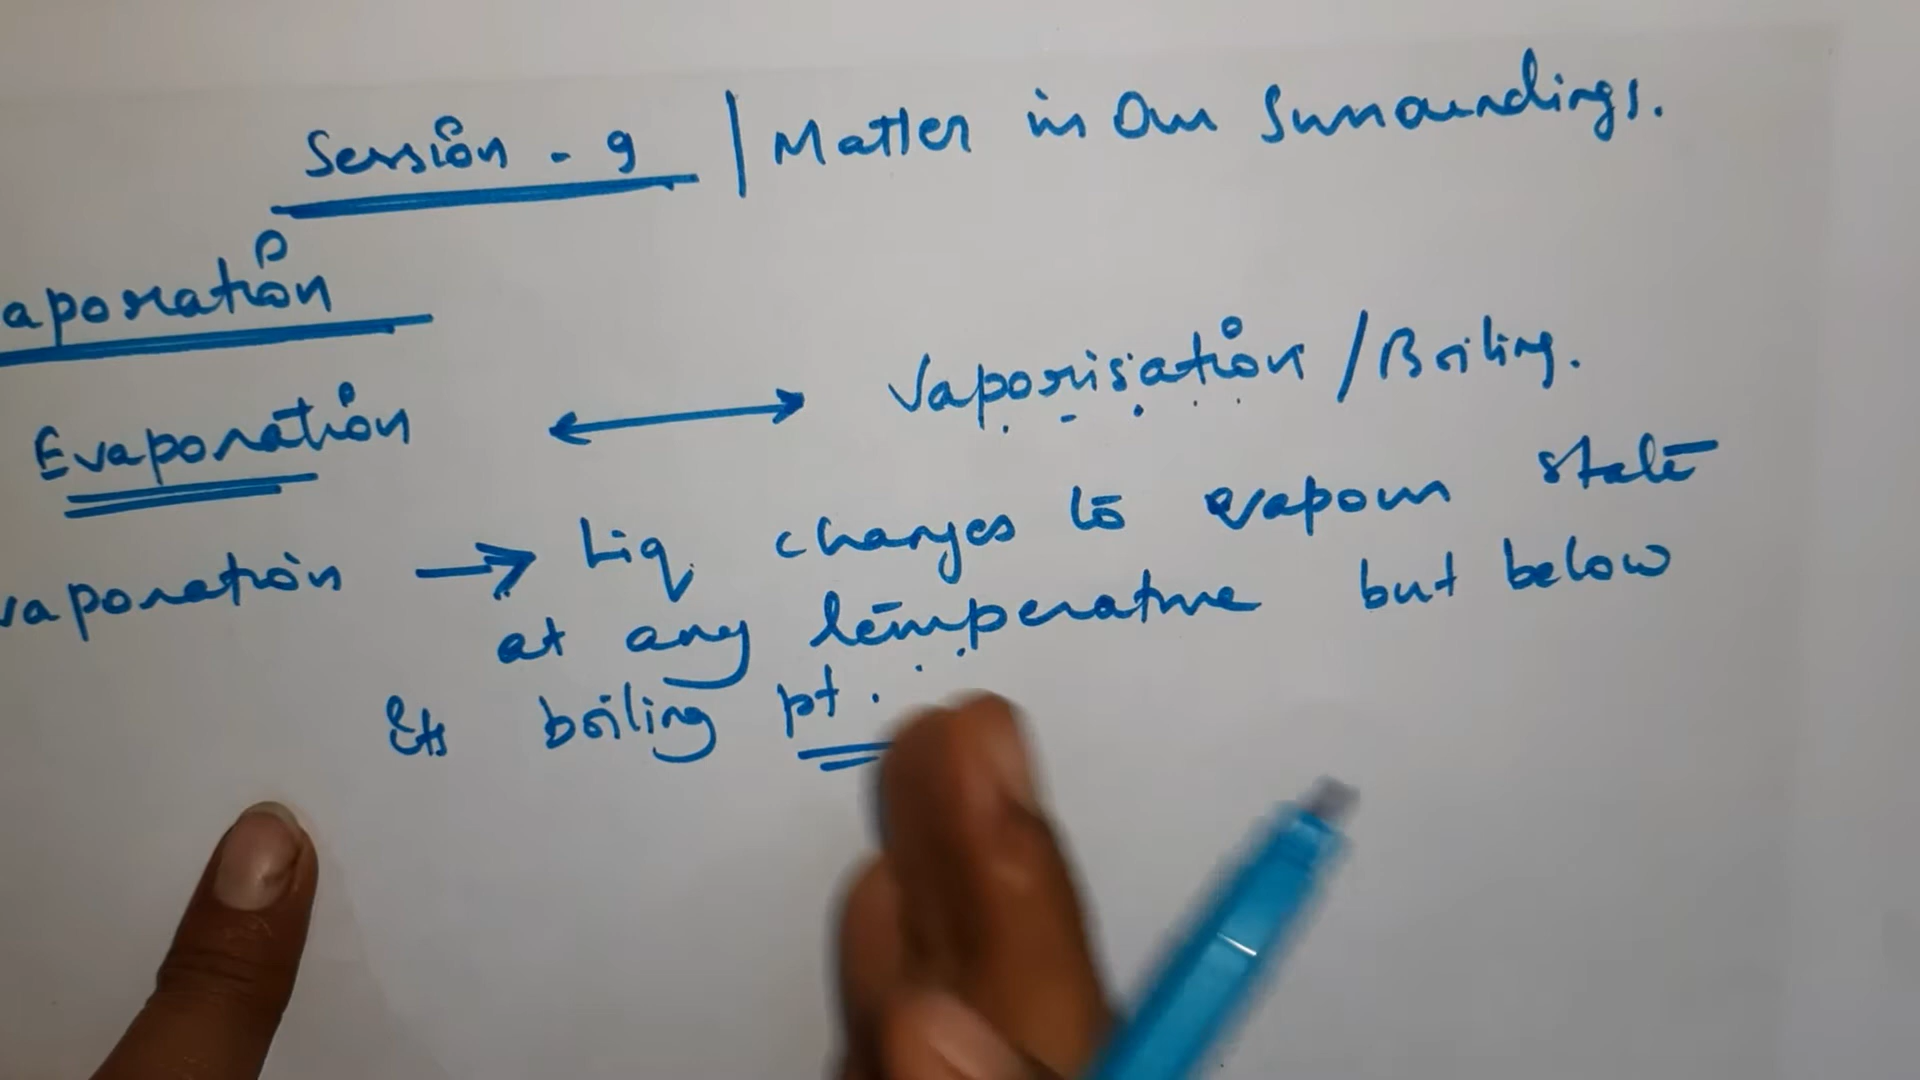 Session - 9 | Matter in Our Surroundings.
aporation
Evaporation ↔ Vaporisation / Boiling.
vaporation → Liq. changes to vapour state
at any temperature but below
its boiling pt.